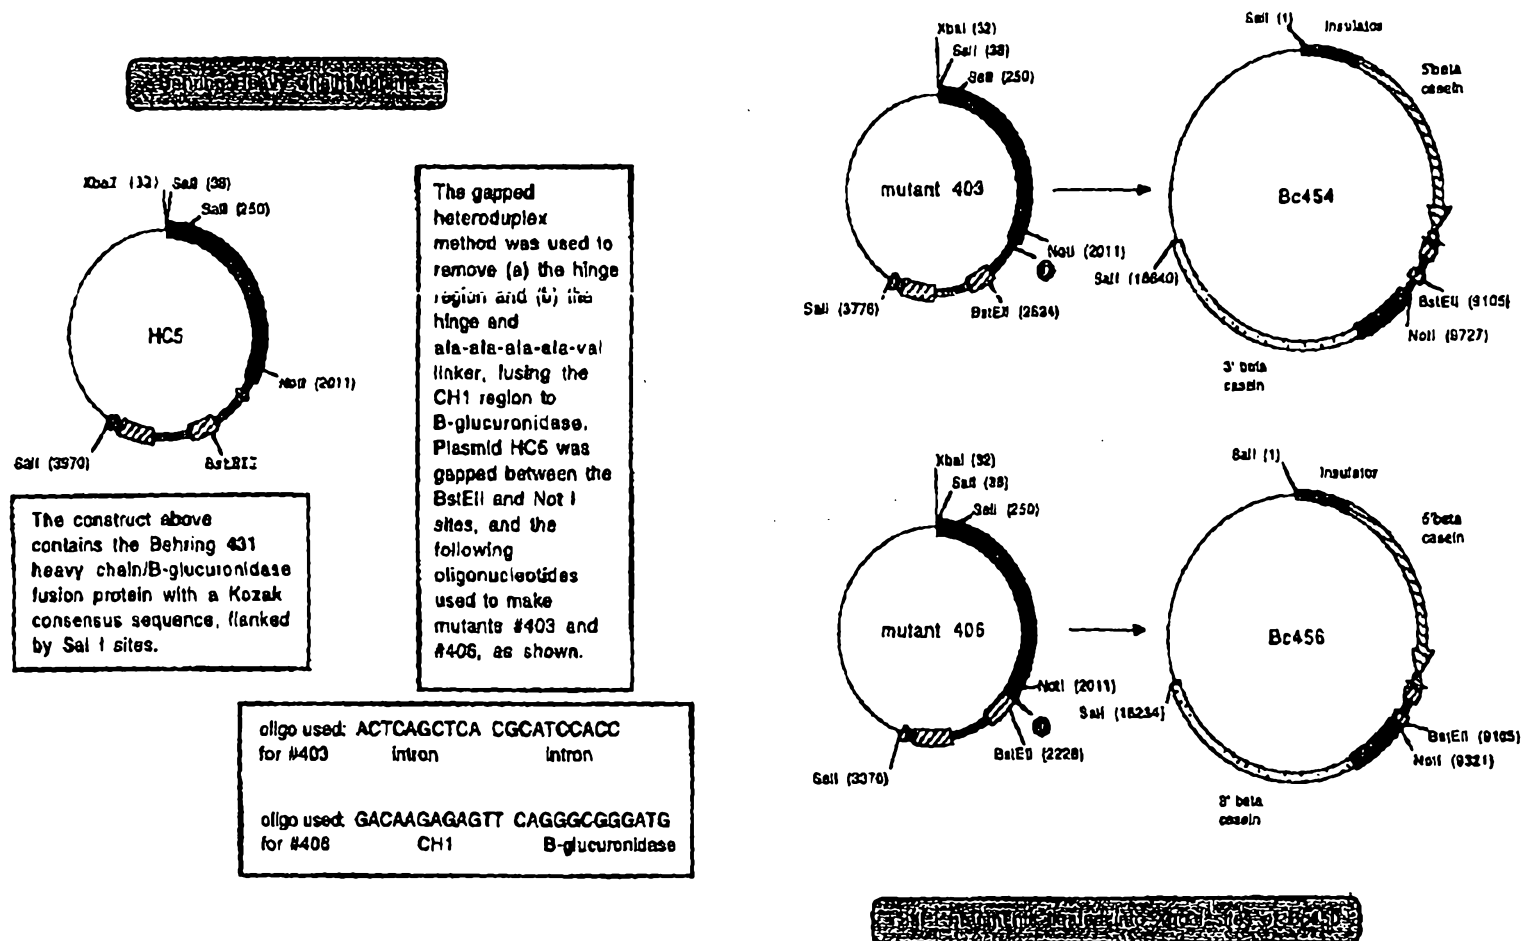 XbaI (32) SalI (38)
SalI (250)
HC5
NotI (2011)
SalI (3970)
BstEII
The construct above
contains the Behring 431
heavy chain/B-glucuronidase
fusion protein with a Kozak
consensus sequence, flanked
by Sal I sites.
The gapped
heteroduplex
method was used to
remove (a) the hinge
region and (b) the
hinge and
ala-ala-ala-ala-val
linker, fusing the
CH1 region to
B-glucuronidase.
Plasmid HC5 was
gapped between the
BstEII and Not I
sites, and the
following
oligonucleotides
used to make
mutants #403 and
#406, as shown.
oligo used: ACTCAGCTCA CGCATCCACC
for #403 intron intron
oligo used: GACAAGAGAGTT CAGGGCGGGATG
for #406 CH1 B-glucuronidase
XbaI (32)
SalI (38)
SalI (250)
mutant 403
NotI (2011)
BstEII (2634)
SalI (3776)
SalI (1)
Insulator
5'beta
casein
Bc454
SalI (18640)
BstEII (9105)
NotI (9727)
3' beta
casein
XbaI (32)
SalI (38)
SalI (250)
mutant 406
NotI (2011)
BstEII (2228)
SalI (3370)
SalI (1)
Insulator
5'beta
casein
Bc456
SalI (18234)
BstEII (9105)
NotI (9321)
3' beta
casein